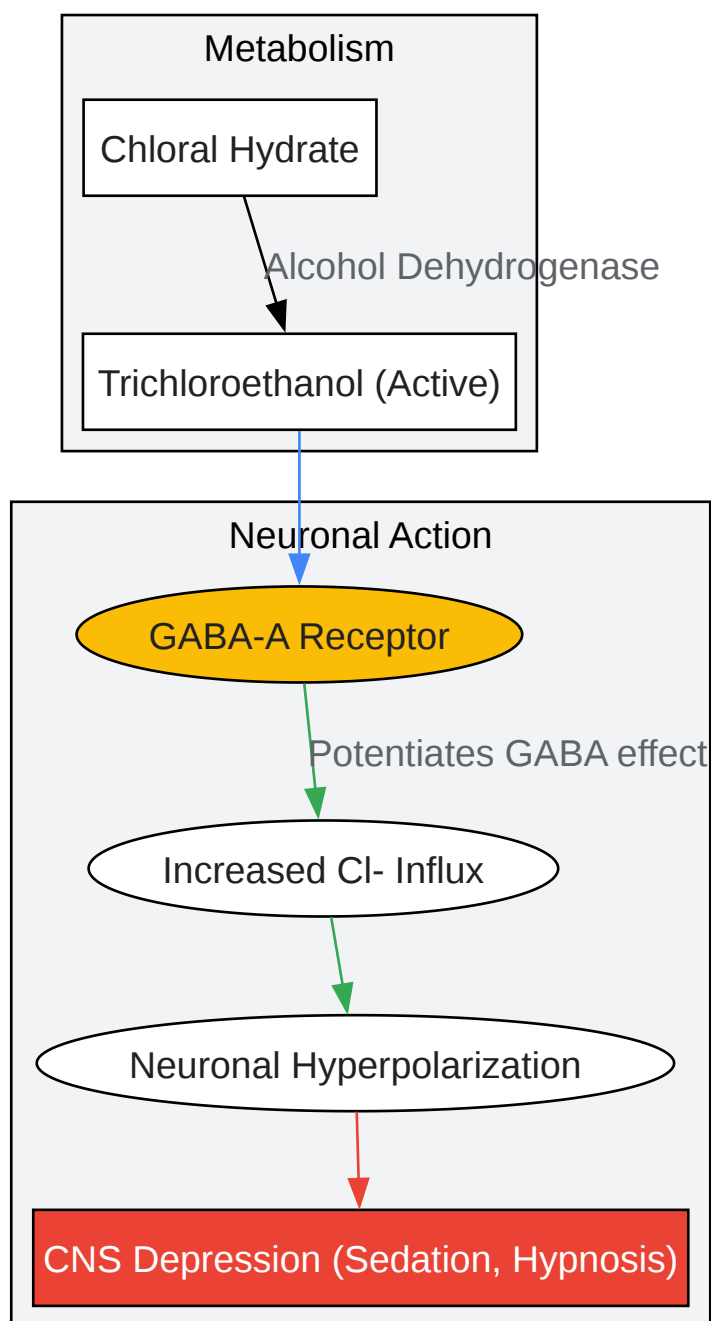 Metabolism
Chloral Hydrate
Alcohol Dehydrogenase
Trichloroethanol (Active)
Neuronal Action
GABA-A Receptor
Potentiates GABA effect
Increased Cl- Influx
Neuronal Hyperpolarization
CNS Depression (Sedation, Hypnosis)